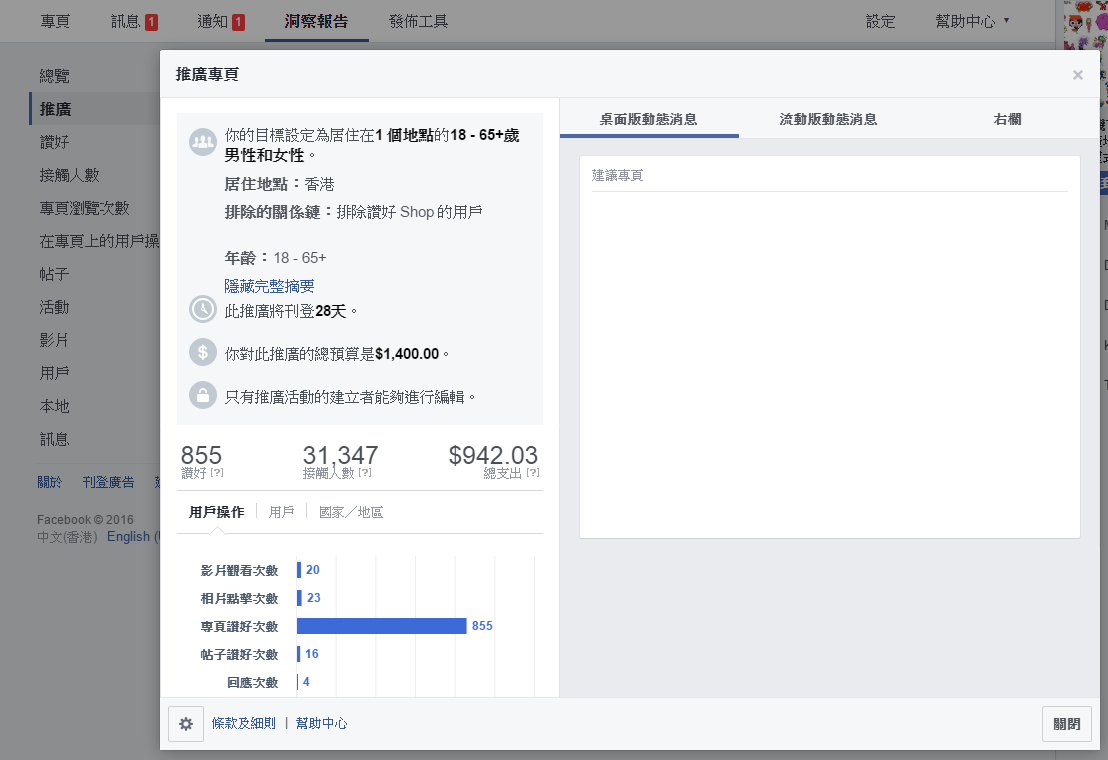 專頁 訊息 1 通知 1 洞察報告 發佈工具 設定 幫助中心
總覽
推廣
讚好
接觸人數
專頁瀏覽次數
在專頁上的用戶操
帖子
活動
影片
用戶
本地
訊息
關於 刊登廣告
Facebook © 2016
中文(香港) English (
推廣專頁
×
你的目標設定為居住在1 個地點的18 - 65+歲
男性和女性。
居住地點：香港
排除的關係鏈：排除讚好 Shop 的用戶
年齡：18 - 65+
隱藏完整摘要
此推廣將刊登28天。
$ 你對此推廣的總預算是$1,400.00。
只有推廣活動的建立者能夠進行編輯。
855 31,347 $942.03
讚好 [?] 接觸人數 [?] 總支出 [?]
用戶操作 用戶 國家／地區
影片觀看次數 20
相片點擊次數 23
專頁讚好次數 855
帖子讚好次數 16
回應次數 4
桌面版動態消息 流動版動態消息 右欄
建議專頁
條款及細則 | 幫助中心
關閉